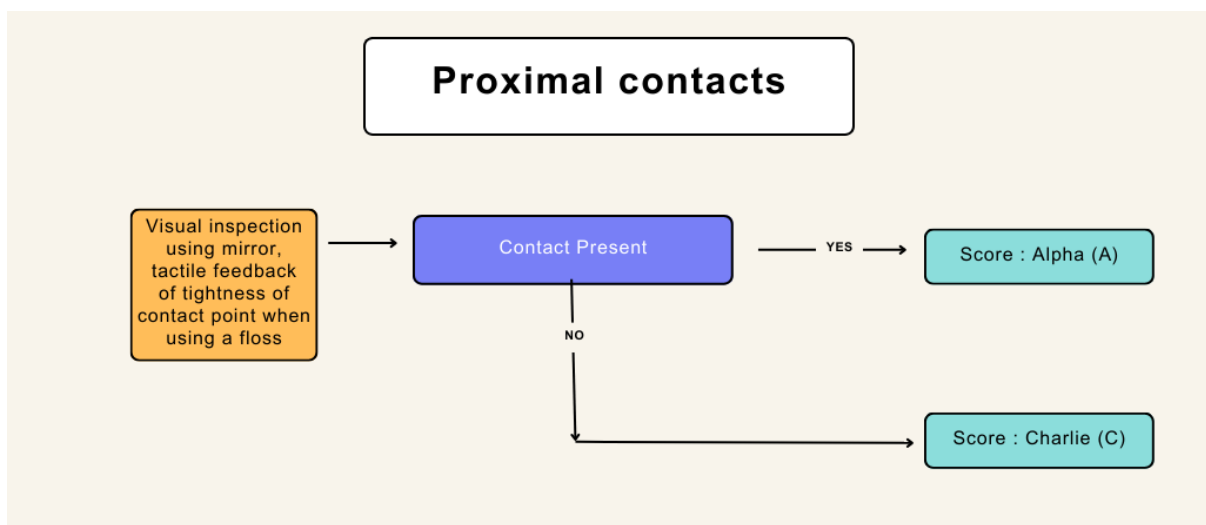 Proximal contacts
Visual inspection
using mirror,
tactile feedback
of tightness of
contact point when
using a floss
Contact Present
YES
Score : Alpha (A)
NO
Score : Charlie (C)